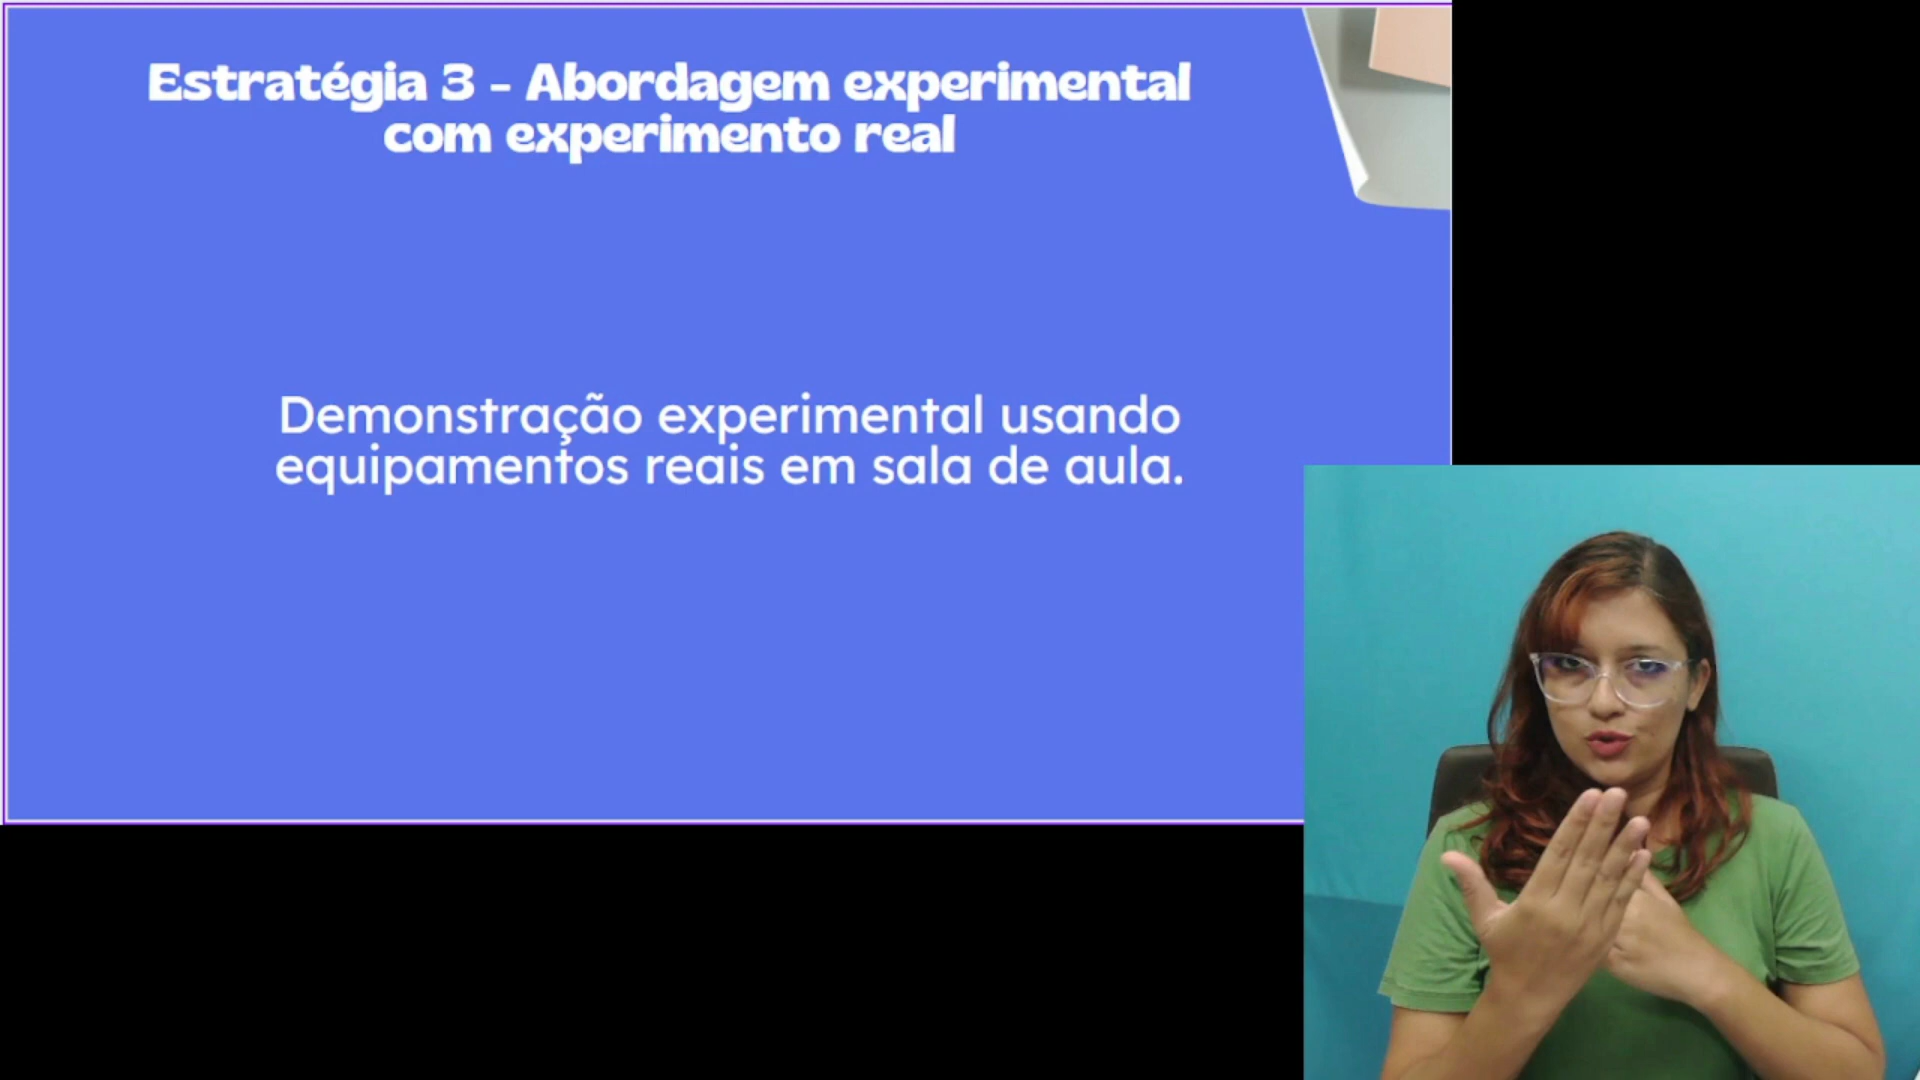 Estratégia 3 - Abordagem experimental
com experimento real
Demonstração experimental usando
equipamentos reais em sala de aula.